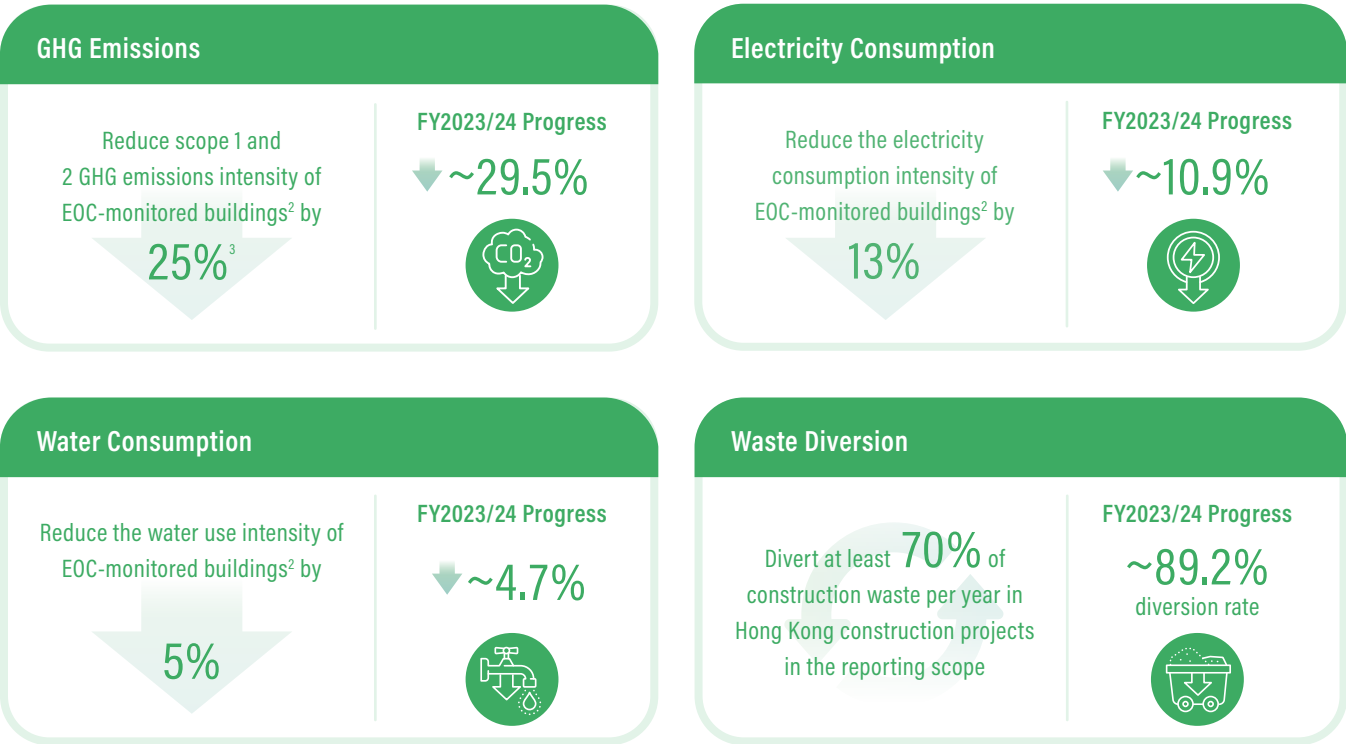 GHG Emissions
Reduce scope 1 and
2 GHG emissions intensity of
EOC-monitored buildings² by
25%³
FY2023/24 Progress
~29.5%
CO₂
Electricity Consumption
Reduce the electricity
consumption intensity of
EOC-monitored buildings² by
13%
FY2023/24 Progress
~10.9%
Water Consumption
Reduce the water use intensity of
EOC-monitored buildings² by
5%
FY2023/24 Progress
~4.7%
Waste Diversion
Divert at least 70% of
construction waste per year in
Hong Kong construction projects
in the reporting scope
FY2023/24 Progress
~89.2%
diversion rate